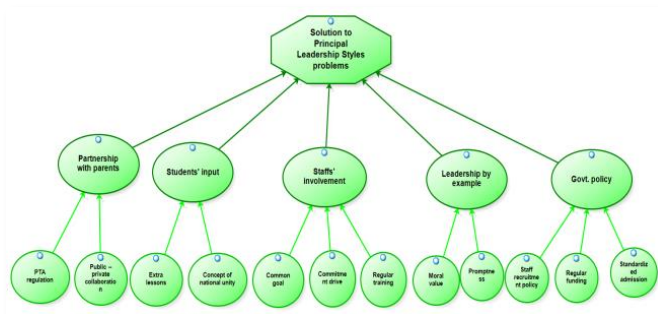 Solution to
Principal
Leadership Styles
problems
Partnership
with parents
Students' input
Staffs'
involvement
Leadership by
example
Govt. policy
PTA
regulation
Public –
private
collaboratio
n
Extra
lessons
Concept of
national unity
Common
goal
Commitme
nt drive
Regular
training
Moral
value
Promptne
ss
Staff
recruitme
nt policy
Regular
funding
Standardiz
ed
admission